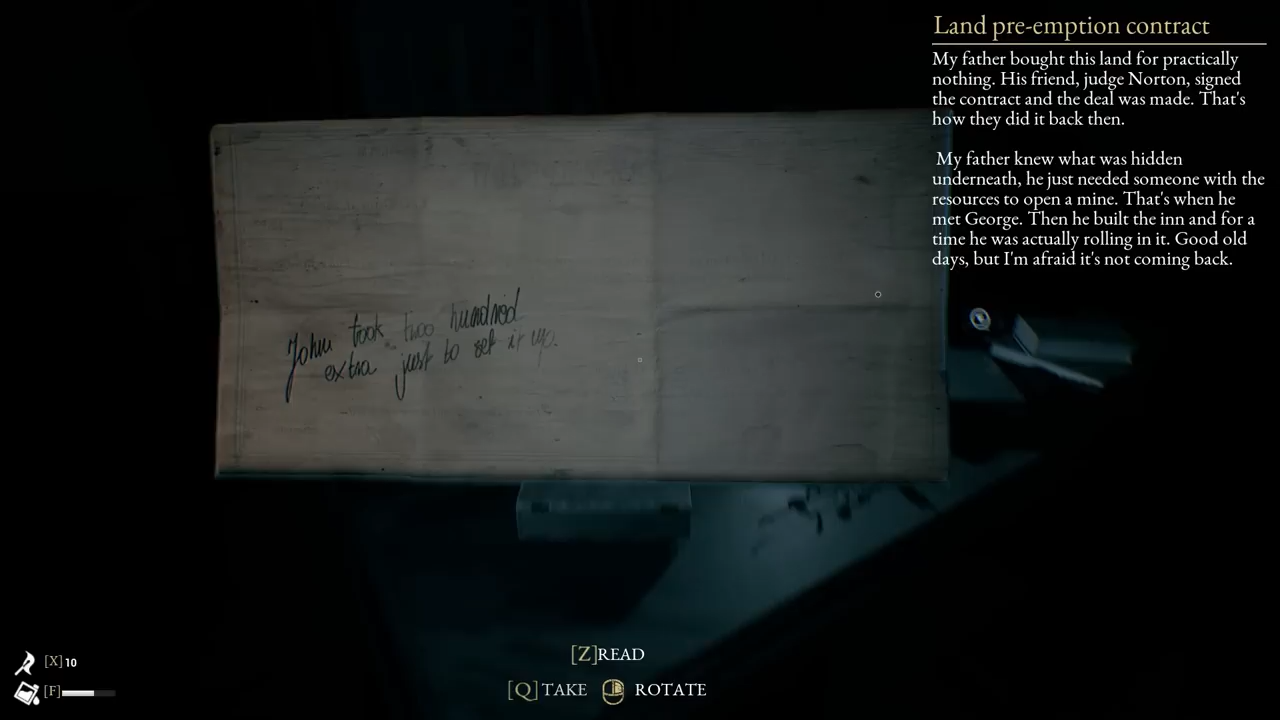 Land pre-emption contract
My father bought this land for practically
nothing. His friend, judge Norton, signed
the contract and the deal was made. That's
how they did it back then.
My father knew what was hidden
underneath, he just needed someone with the
resources to open a mine. That's when he
met George. Then he built the inn and for a
time he was actually rolling in it. Good old
days, but I'm afraid it's not coming back.
John took two hundred
extra just to set it up.
[X] 10
[F]
[Z]READ
[Q]TAKE ROTATE